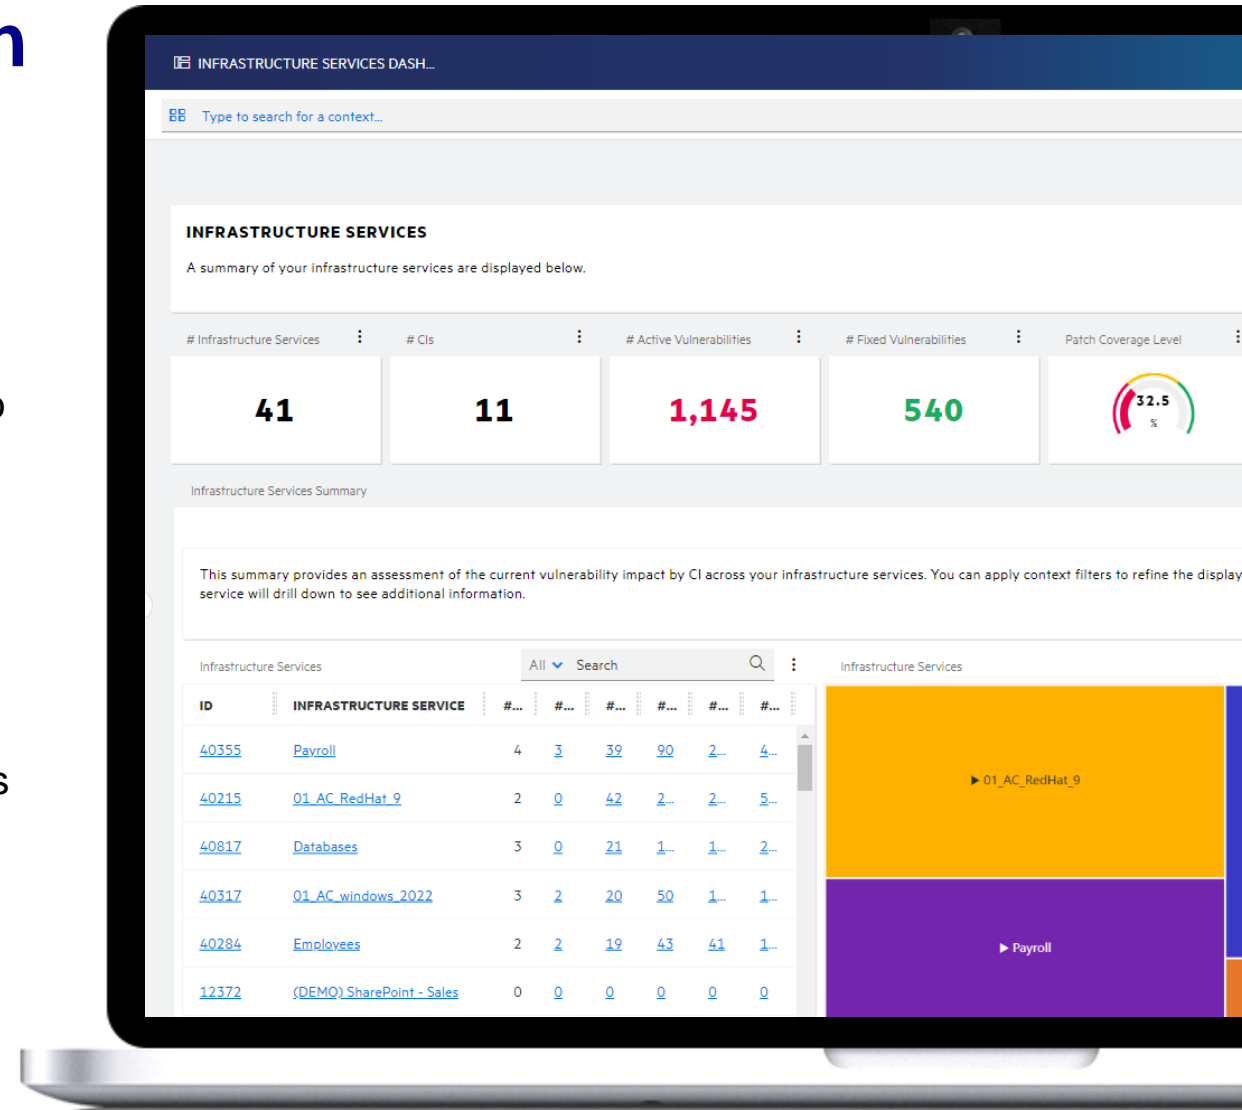 n
INFRASTRUCTURE SERVICES DASH...
Type to search for a context...
INFRASTRUCTURE SERVICES
A summary of your infrastructure services are displayed below.
# Infrastructure Services
# CIs
# Active Vulnerabilities
# Fixed Vulnerabilities
Patch Coverage Level
41
11
1,145
540
32.5
%
Infrastructure Services Summary
This summary provides an assessment of the current vulnerability impact by CI across your infrastructure services. You can apply context filters to refine the display
service will drill down to see additional information.
Infrastructure Services
All Search
Infrastructure Services
ID INFRASTRUCTURE SERVICE #... #... #... #... #... #...
40355 Payroll 4 3 39 90 2... 4...
40215 01_AC_RedHat_9 2 0 42 2... 2... 5...
40817 Databases 3 0 21 1... 1... 2...
40317 01_AC_windows_2022 3 2 20 50 1... 1...
40284 Employees 2 2 19 43 41 1...
12372 (DEMO) SharePoint - Sales 0 0 0 0 0 0
01_AC_RedHat_9
Payroll
s